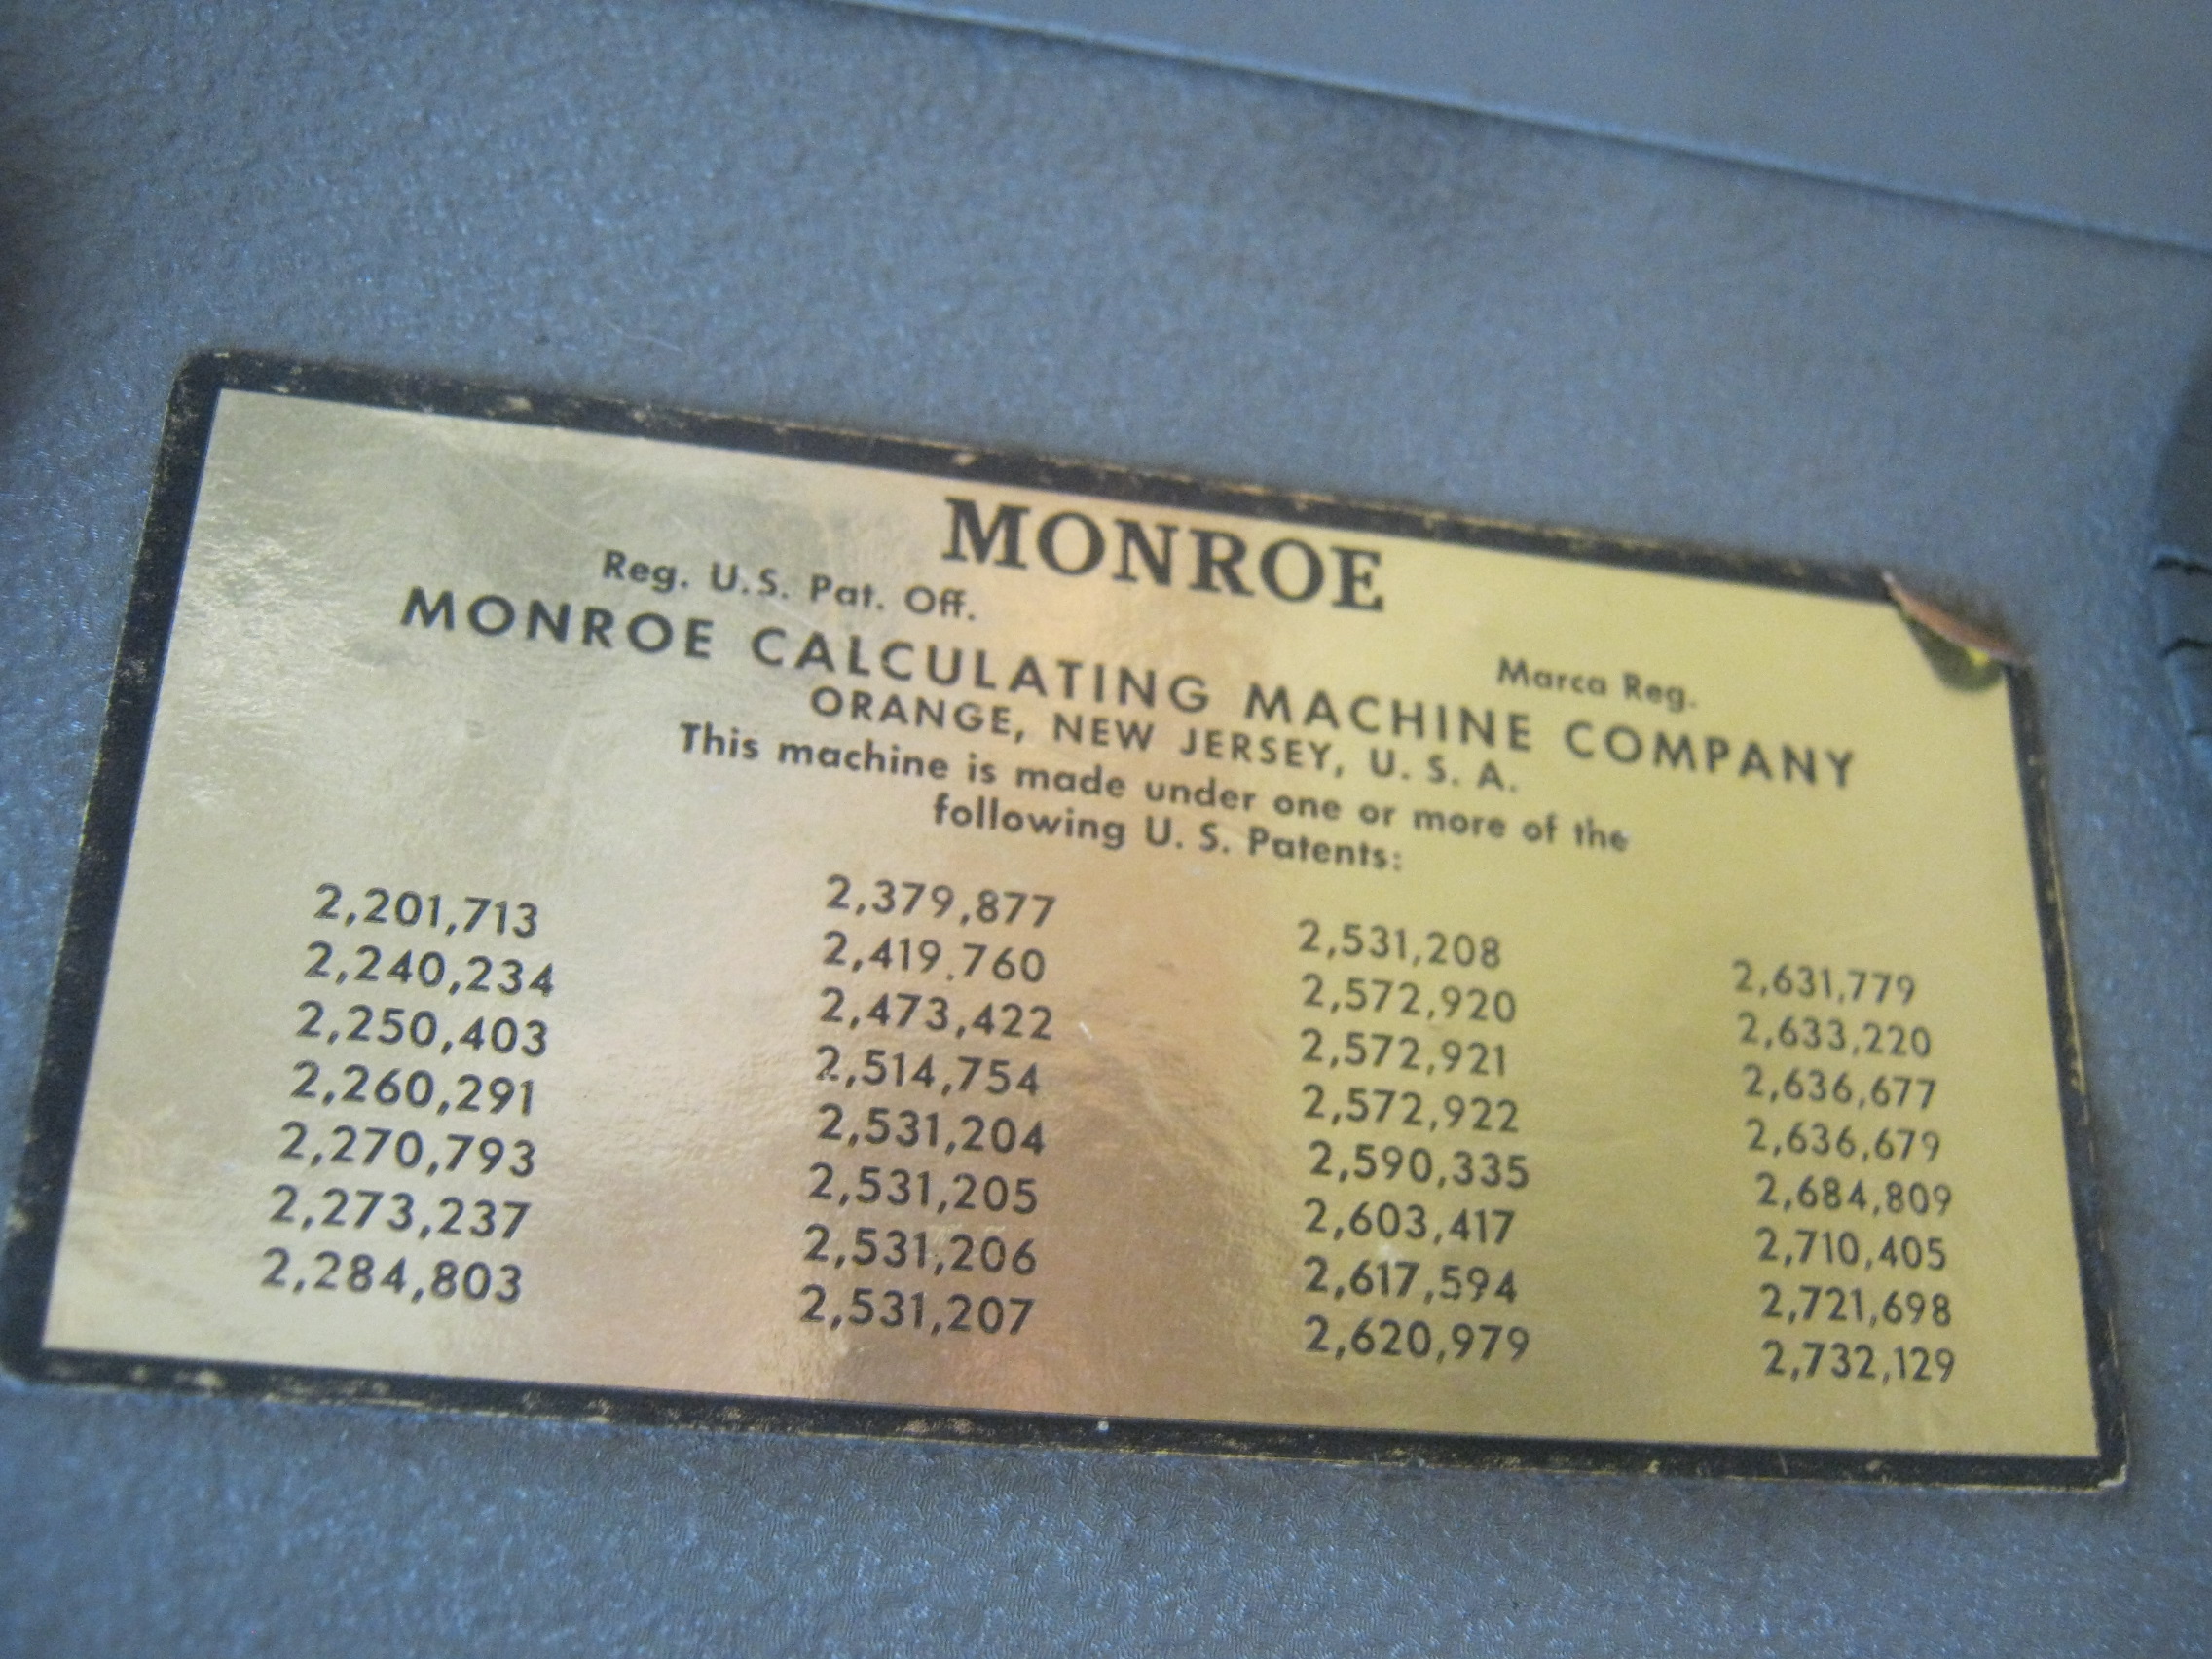 MONROE
Reg. U.S. Pat. Off. Marca Reg.
MONROE CALCULATING MACHINE COMPANY
ORANGE, NEW JERSEY, U. S. A.
This machine is made under one or more of the
following U. S. Patents:
2,201,713 2,379,877 2,531,208 2,631,779
2,240,234 2,419.760 2,572,920 2,633,220
2,250,403 2,473,422 2,572,921 2,636,677
2,260,291 2,514,754 2,572,922 2,636,679
2,270,793 2,531,204 2,590,335 2,684,809
2,273,237 2,531,205 2,603,417 2,710,405
2,284,803 2,531,206 2,617,594 2,721,698
2,531,207 2,620,979 2,732,129